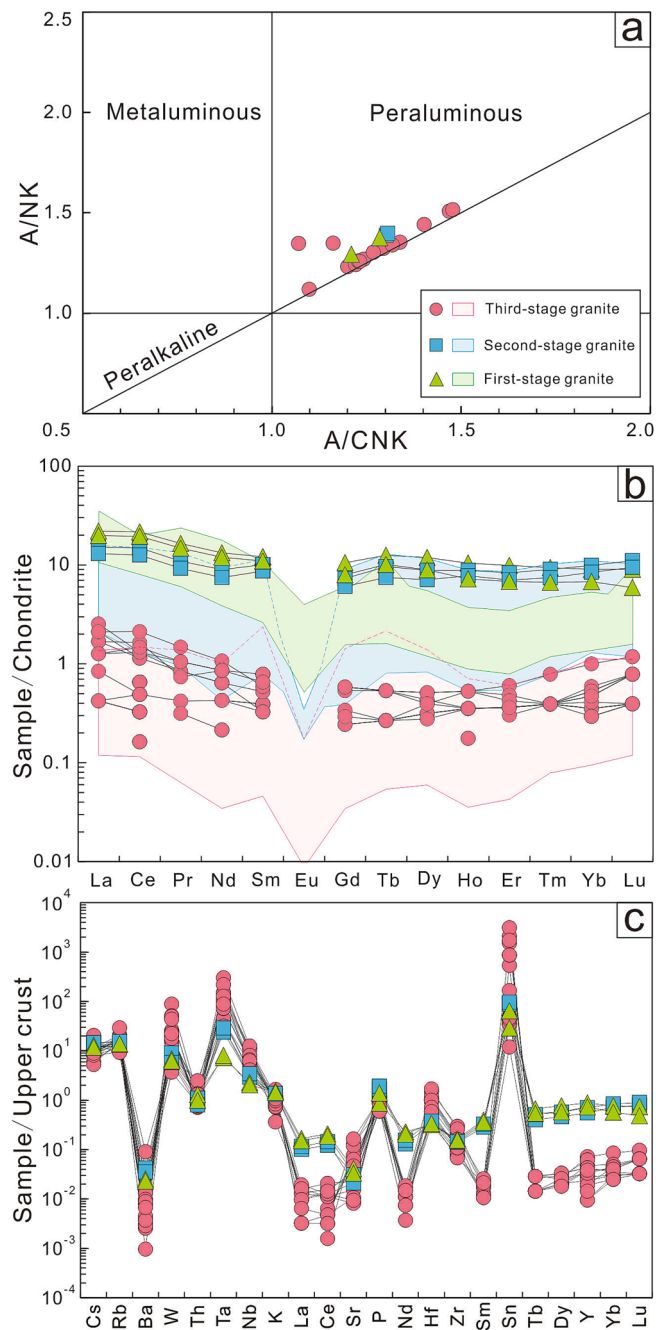 a
2.5
2.0
1.5
1.0
0.5
1.0
1.5
2.0
A/NK
A/CNK
Metaluminous
Peraluminous
Peralkaline
Third-stage granite
Second-stage granite
First-stage granite
b
100
10
1
0.1
0.01
Sample/Chondrite
La Ce Pr Nd Sm Eu Gd Tb Dy Ho Er Tm Yb Lu
c
10⁴
10³
10²
10¹
10⁰
10⁻¹
10⁻²
10⁻³
10⁻⁴
Sample/Upper crust
Cs Rb Ba W Th Ta Nb K La Ce Sr P Nd Hf Zr Sm Sn Tb Dy Y Yb Lu